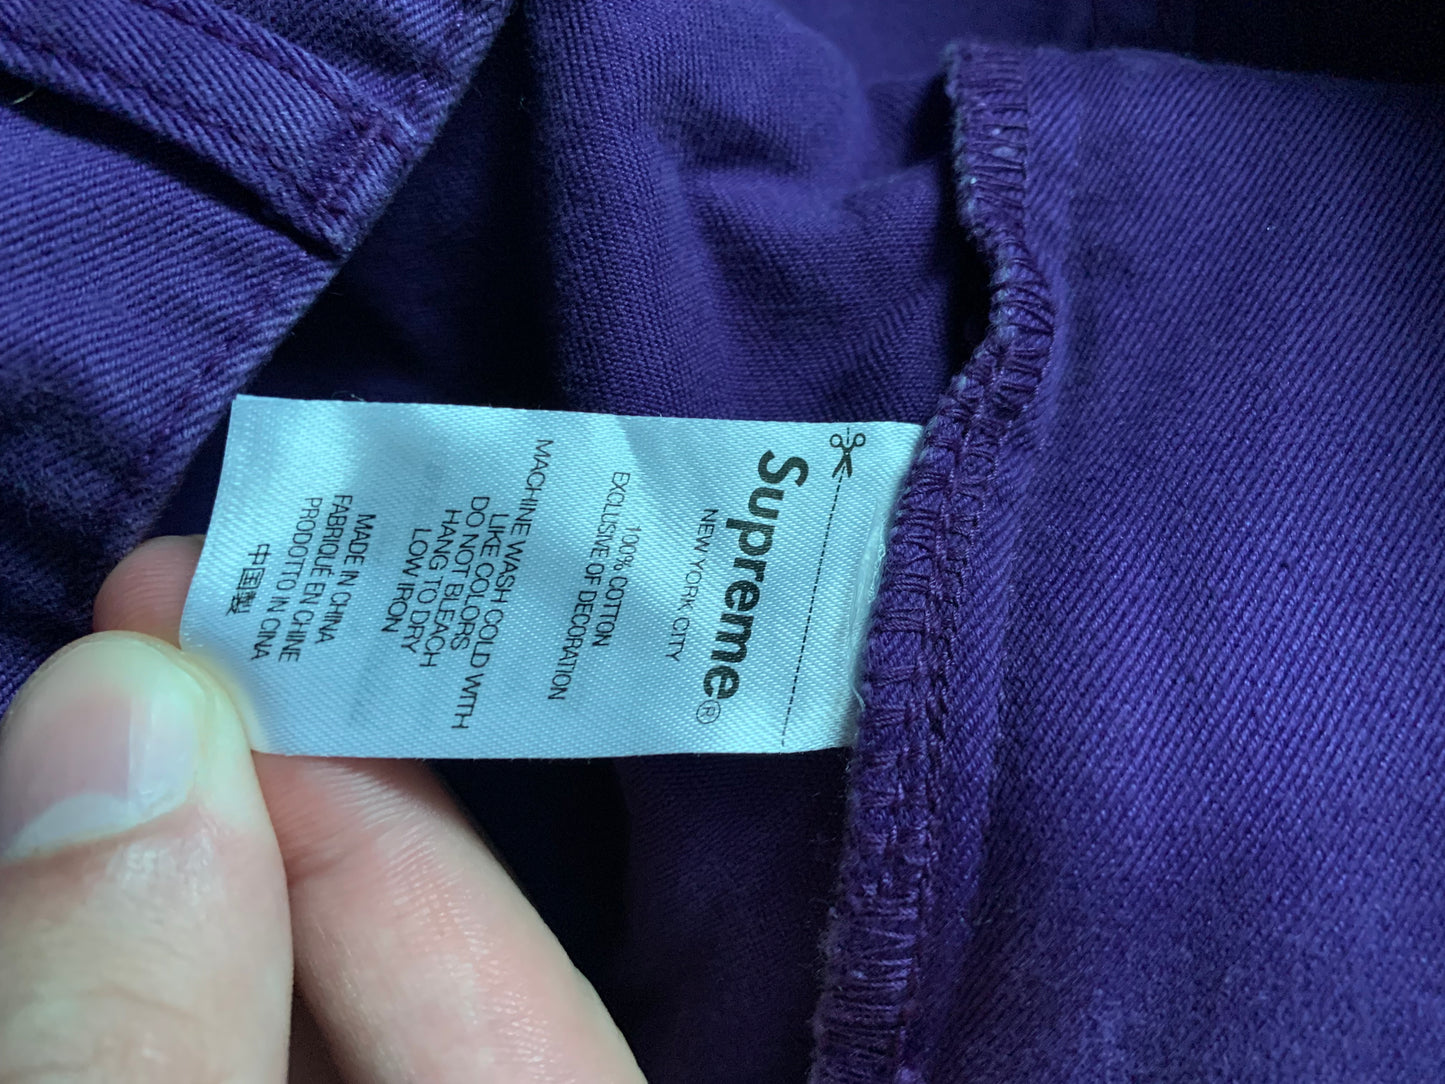 Supreme®
NEW YORK CITY
100% COTTON
EXCLUSIVE OF DECORATION
MACHINE WASH COLD WITH
LIKE COLORS
DO NOT BLEACH
HANG TO DRY
LOW IRON
MADE IN CHINA
FABRIQUÉ EN CHINE
PRODOTTO IN CINA
中国製